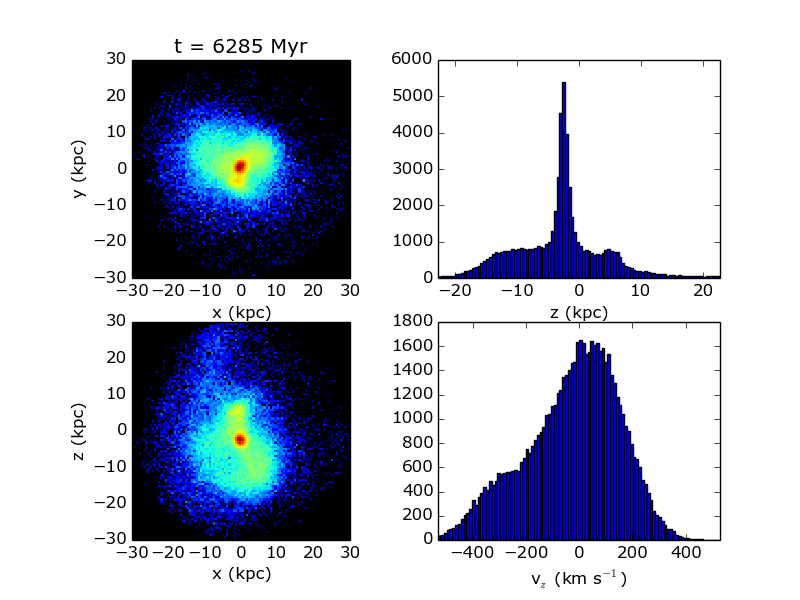 t = 6285 Myr
30
20
10
0
−10
−20
−30
y (kpc)
−30 −20 −10 0 10 20 30
x (kpc)
6000
5000
4000
3000
2000
1000
0
−20 −10 0 10 20
z (kpc)
30
20
10
0
−10
−20
−30
z (kpc)
−30 −20 −10 0 10 20 30
x (kpc)
1800
1600
1400
1200
1000
800
600
400
200
0
−400 −200 0 200 400
v_z (km s⁻¹)